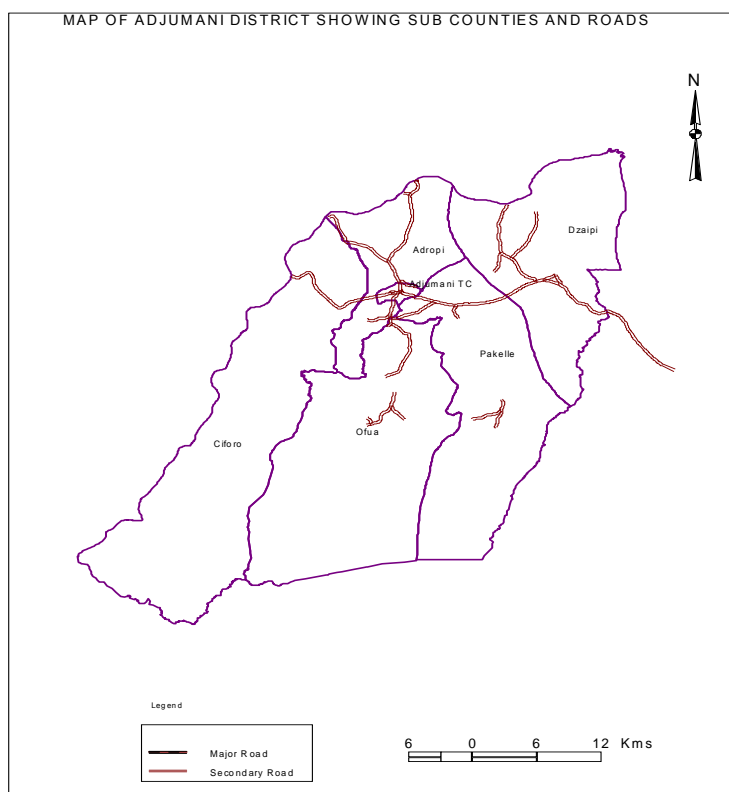 MAP OF ADJUMANI DISTRICT SHOWING SUB COUNTIES AND ROADS
N
Dzaipi
Adropi
Adjumani TC
Pakelle
Ofua
Ciforo
Legend
Major Road
Secondary Road
6 0 6 12 Kms